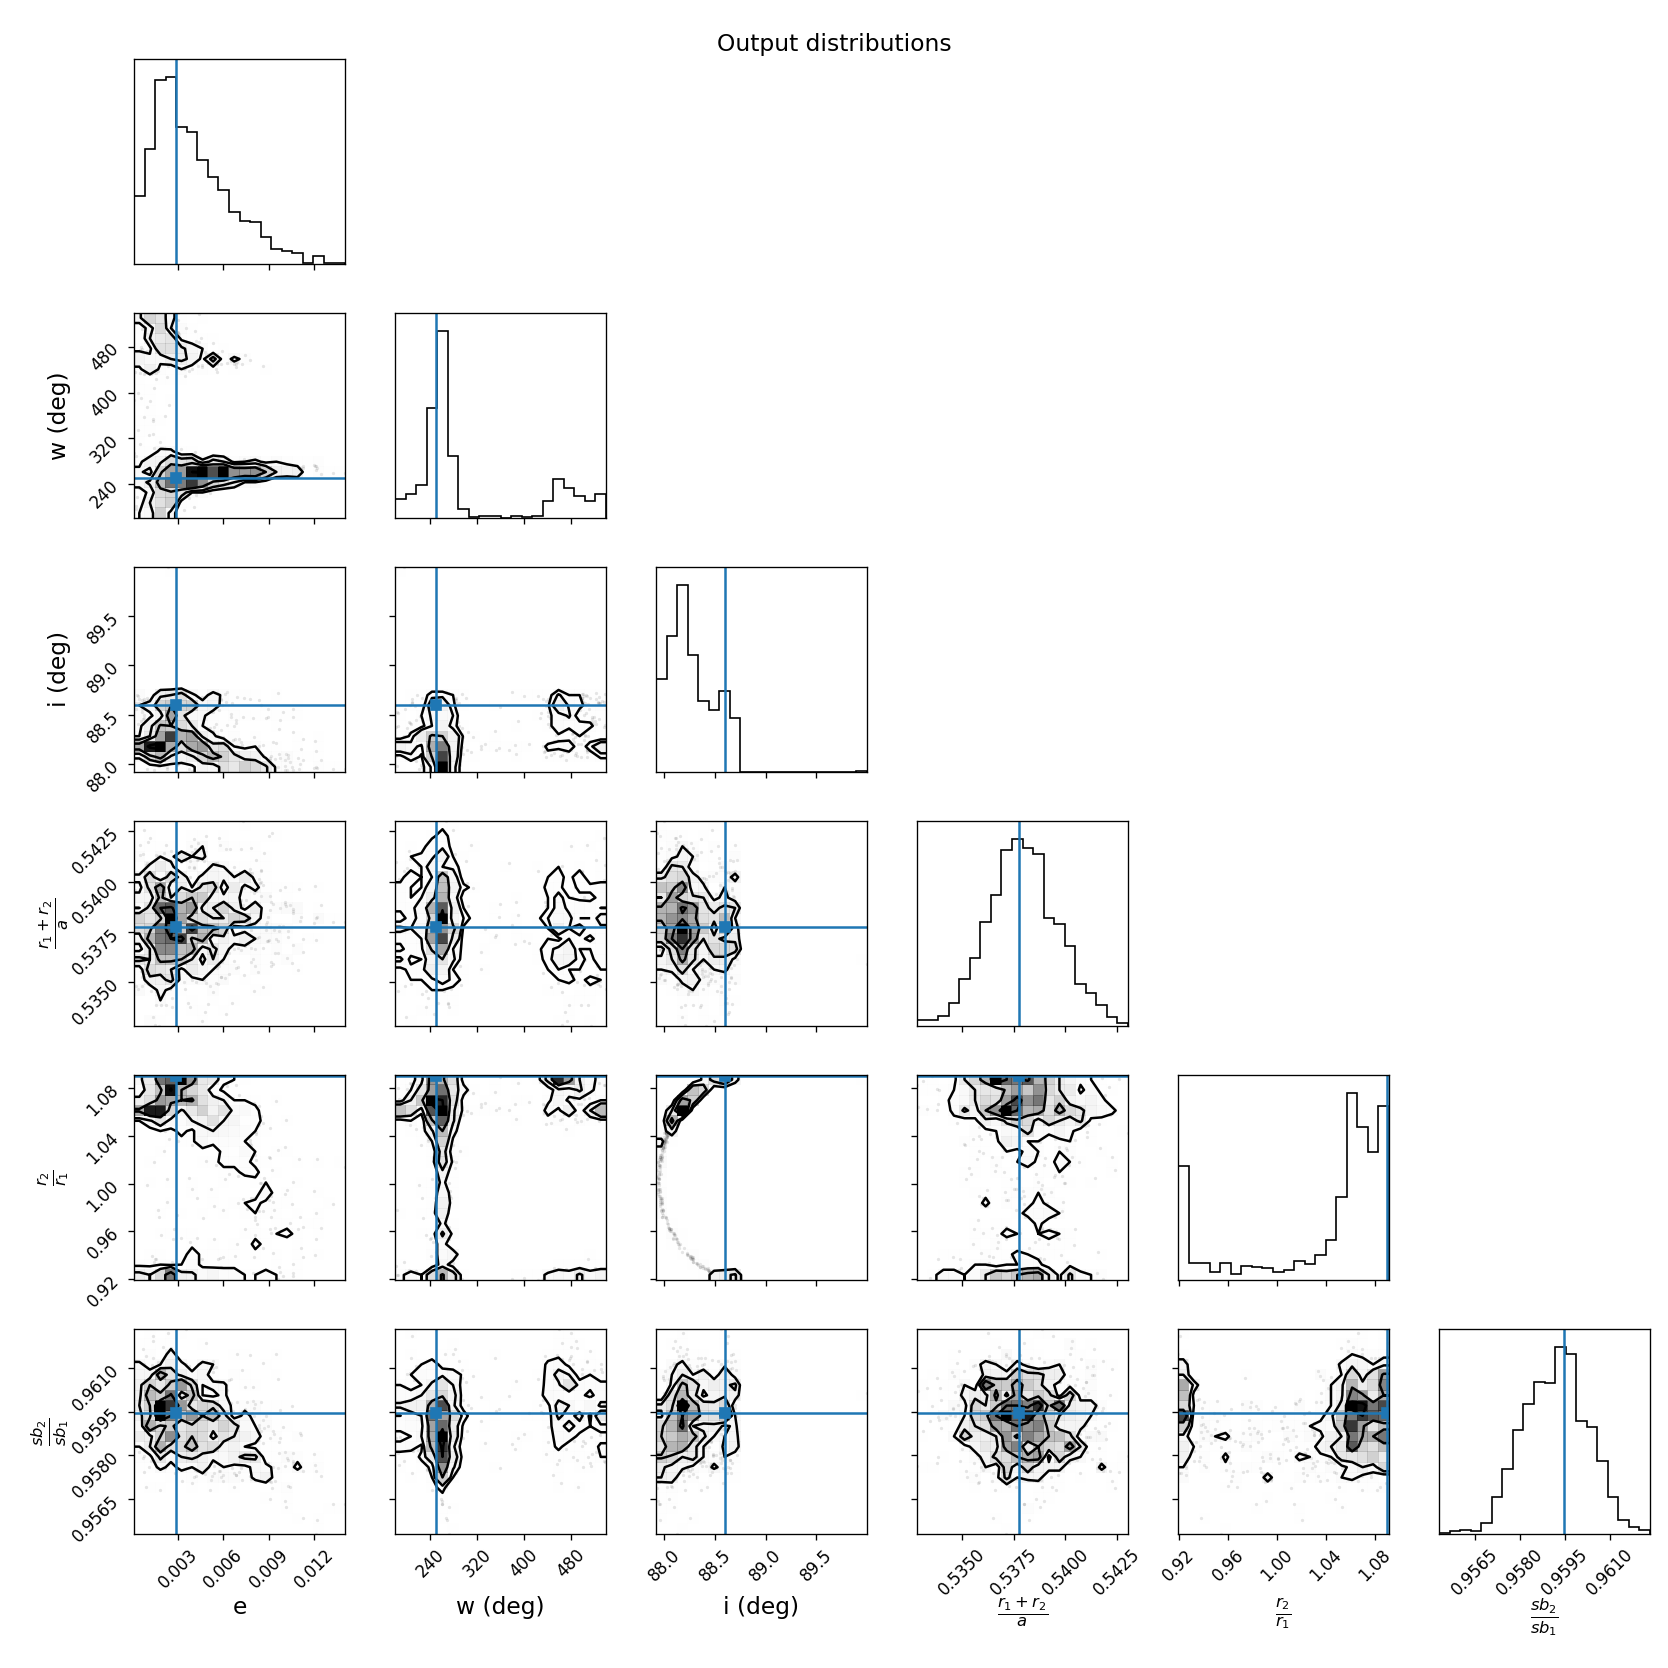 Output distributions
w (deg)
480
400
320
240
i (deg)
89.5
89.0
88.5
88.0
r₁ + r₂
a
0.5425
0.5400
0.5375
0.5350
r₂
r₁
1.08
1.04
1.00
0.96
0.92
sb₂
sb₁
0.9610
0.9595
0.9580
0.9565
0.003 0.006 0.009 0.012
240 320 400 480
88.0 88.5 89.0 89.5
0.5350 0.5375 0.5400 0.5425
0.92 0.96 1.00 1.04 1.08
0.9565 0.9580 0.9595 0.9610
e
w (deg)
i (deg)
r₁ + r₂
a
r₂
r₁
sb₂
sb₁